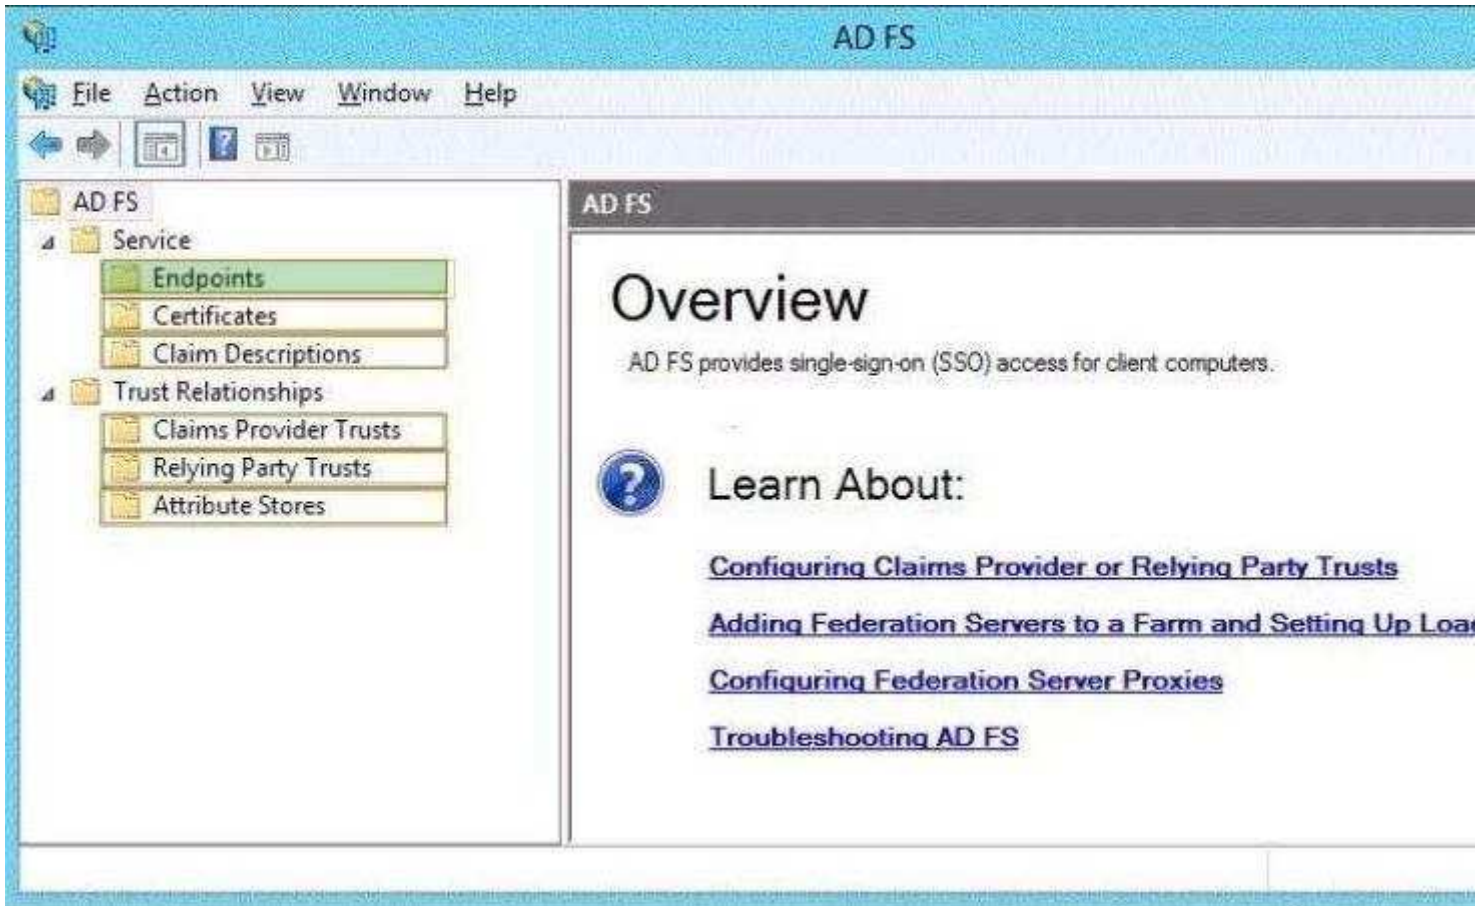 AD FS
File Action View Window Help
AD FS
Service
Endpoints
Certificates
Claim Descriptions
Trust Relationships
Claims Provider Trusts
Relying Party Trusts
Attribute Stores
AD FS
Overview
AD FS provides single-sign-on (SSO) access for client computers.
Learn About:
Configuring Claims Provider or Relying Party Trusts
Adding Federation Servers to a Farm and Setting Up Loa
Configuring Federation Server Proxies
Troubleshooting AD FS